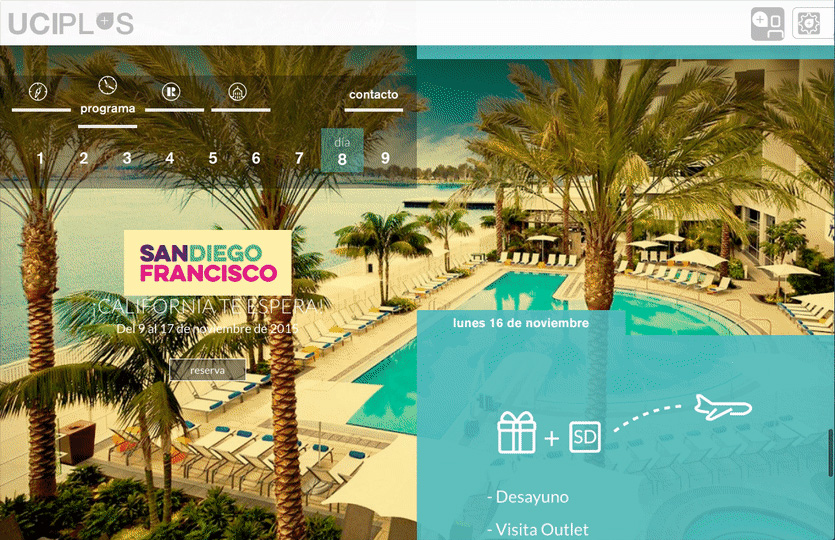 UCIPLUS
programa
contacto
1 2 3 4 5 6 7 día 8 9
SANDIEGO
FRANCISCO
¡CALIFORNIA TE ESPERA!
Del 9 al 17 de noviembre de 2015
reserva
lunes 16 de noviembre
+ SD
- Desayuno
- Visita Outlet